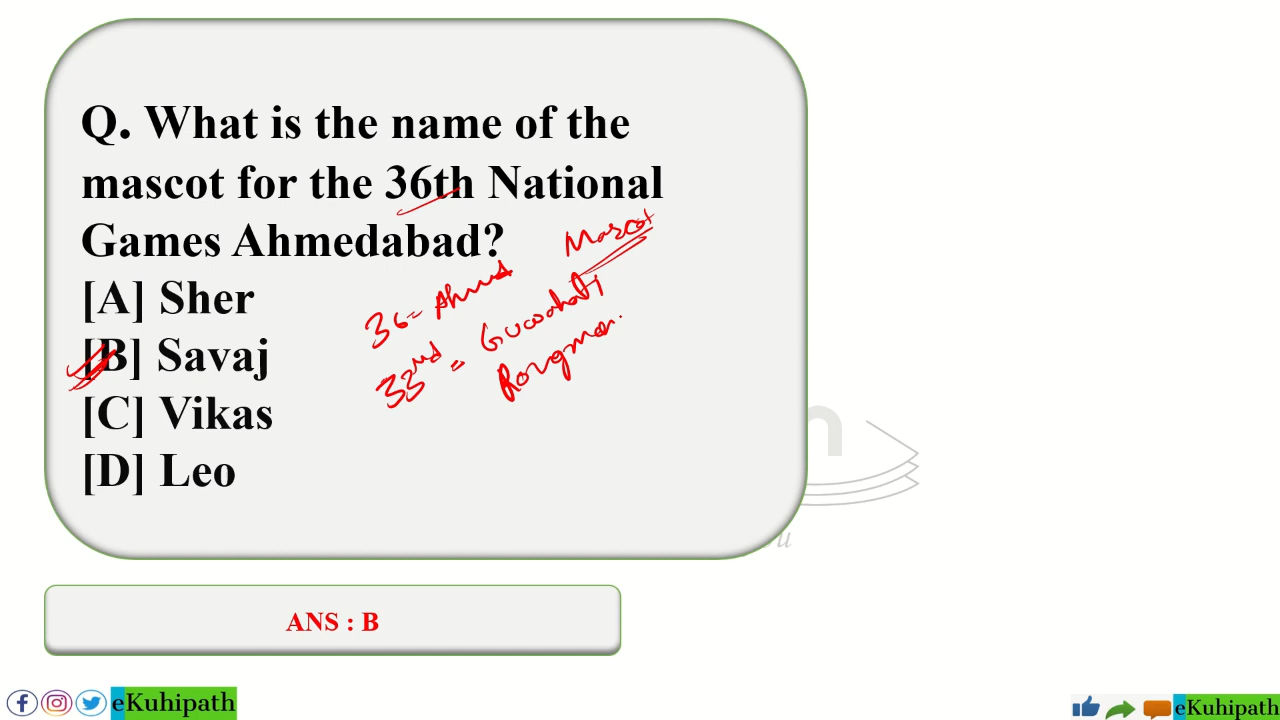 Q. What is the name of the
mascot for the 36th National
Games Ahmedabad?
Mascot
[A] Sher
36 = Ahmd
[B] Savaj
33rd = Guwahati
Rongmon.
[C] Vikas
[D] Leo
ANS : B
eKuhipath
eKuhipath